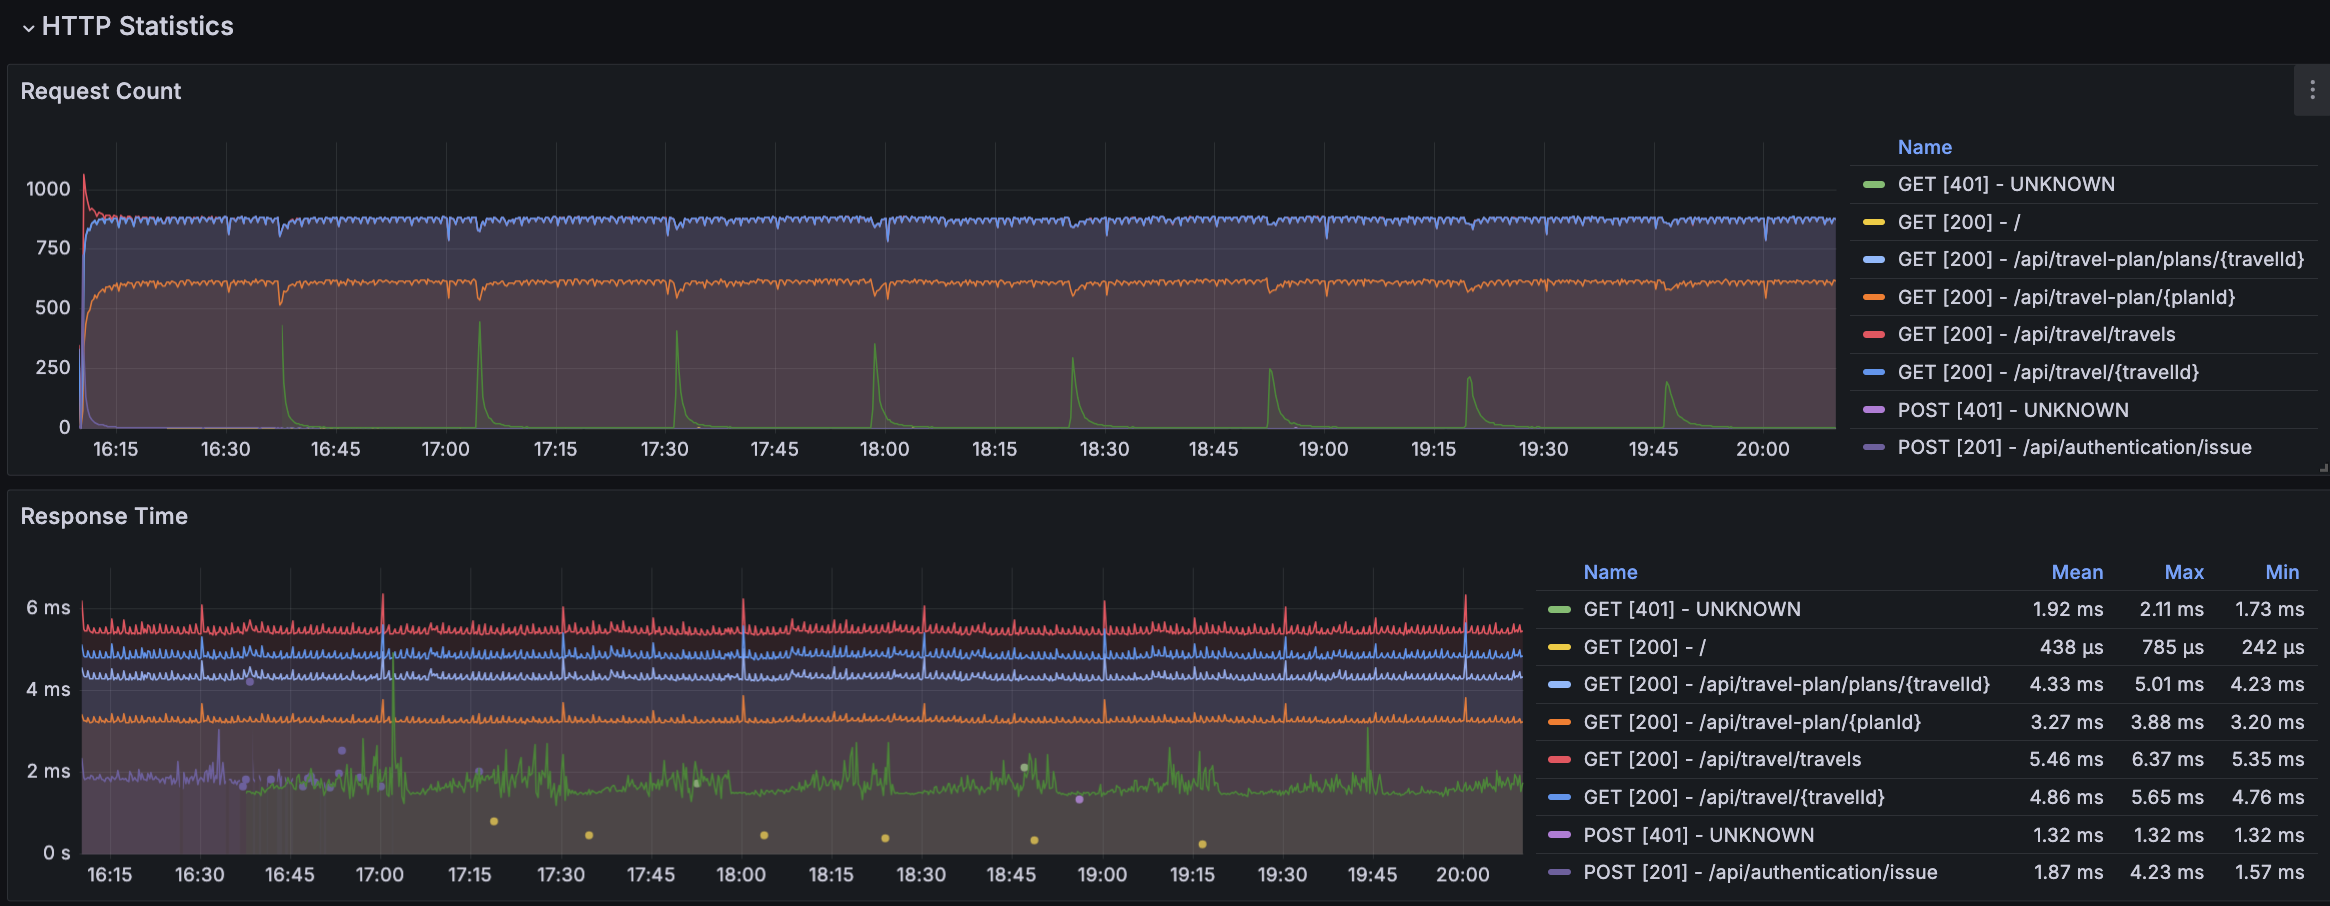 HTTP Statistics
Request Count
Name
GET [401] - UNKNOWN
GET [200] - /
GET [200] - /api/travel-plan/plans/{travelId}
GET [200] - /api/travel-plan/{planId}
GET [200] - /api/travel/travels
GET [200] - /api/travel/{travelId}
POST [401] - UNKNOWN
POST [201] - /api/authentication/issue
1000
750
500
250
0
16:15 16:30 16:45 17:00 17:15 17:30 17:45 18:00 18:15 18:30 18:45 19:00 19:15 19:30 19:45 20:00
Response Time
Name Mean Max Min
GET [401] - UNKNOWN 1.92 ms 2.11 ms 1.73 ms
GET [200] - / 438 µs 785 µs 242 µs
GET [200] - /api/travel-plan/plans/{travelId} 4.33 ms 5.01 ms 4.23 ms
GET [200] - /api/travel-plan/{planId} 3.27 ms 3.88 ms 3.20 ms
GET [200] - /api/travel/travels 5.46 ms 6.37 ms 5.35 ms
GET [200] - /api/travel/{travelId} 4.86 ms 5.65 ms 4.76 ms
POST [401] - UNKNOWN 1.32 ms 1.32 ms 1.32 ms
POST [201] - /api/authentication/issue 1.87 ms 4.23 ms 1.57 ms
6 ms
4 ms
2 ms
0 s
16:15 16:30 16:45 17:00 17:15 17:30 17:45 18:00 18:15 18:30 18:45 19:00 19:15 19:30 19:45 20:00